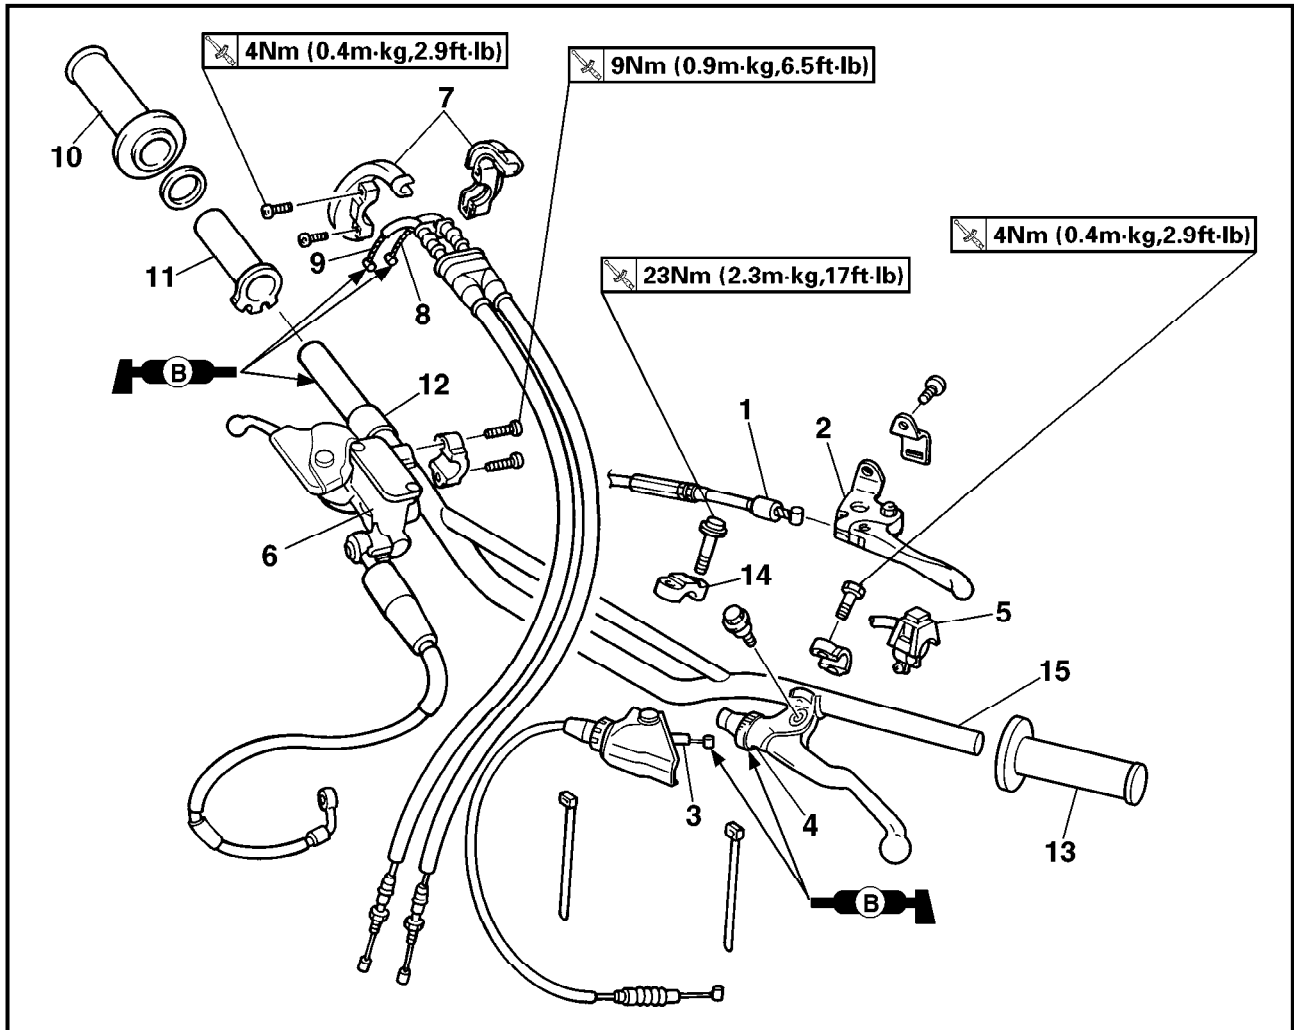 4Nm (0.4m·kg,2.9ft·lb)
9Nm (0.9m·kg,6.5ft·lb)
7
10
4Nm (0.4m·kg,2.9ft·lb)
9
11
23Nm (2.3m·kg,17ft·lb)
8
B
12
1
2
6
14
5
15
3
4
13
B